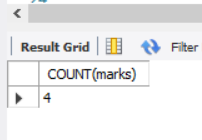 Result Grid Filter
COUNT(marks)
4